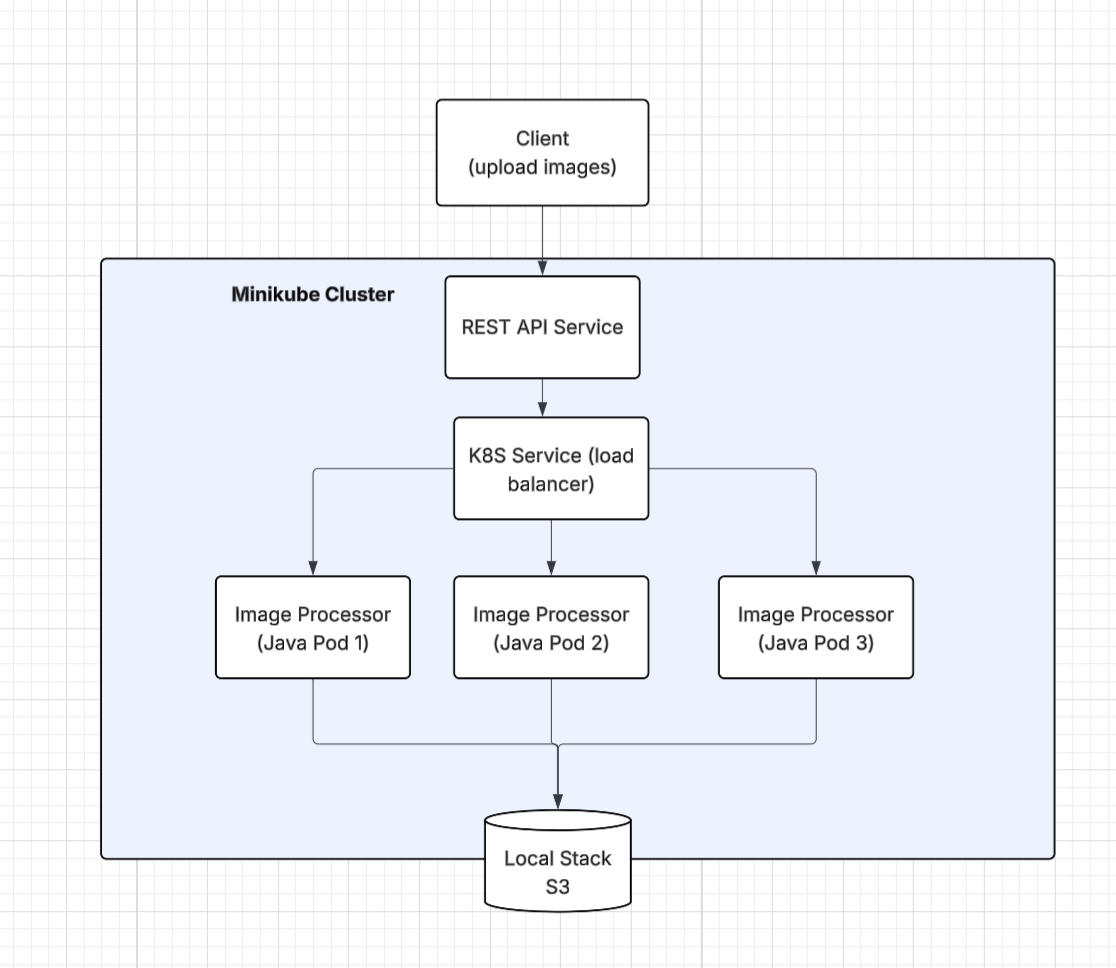 Client
(upload images)
Minikube Cluster
REST API Service
K8S Service (load
balancer)
Image Processor
(Java Pod 1)
Image Processor
(Java Pod 2)
Image Processor
(Java Pod 3)
Local Stack
S3